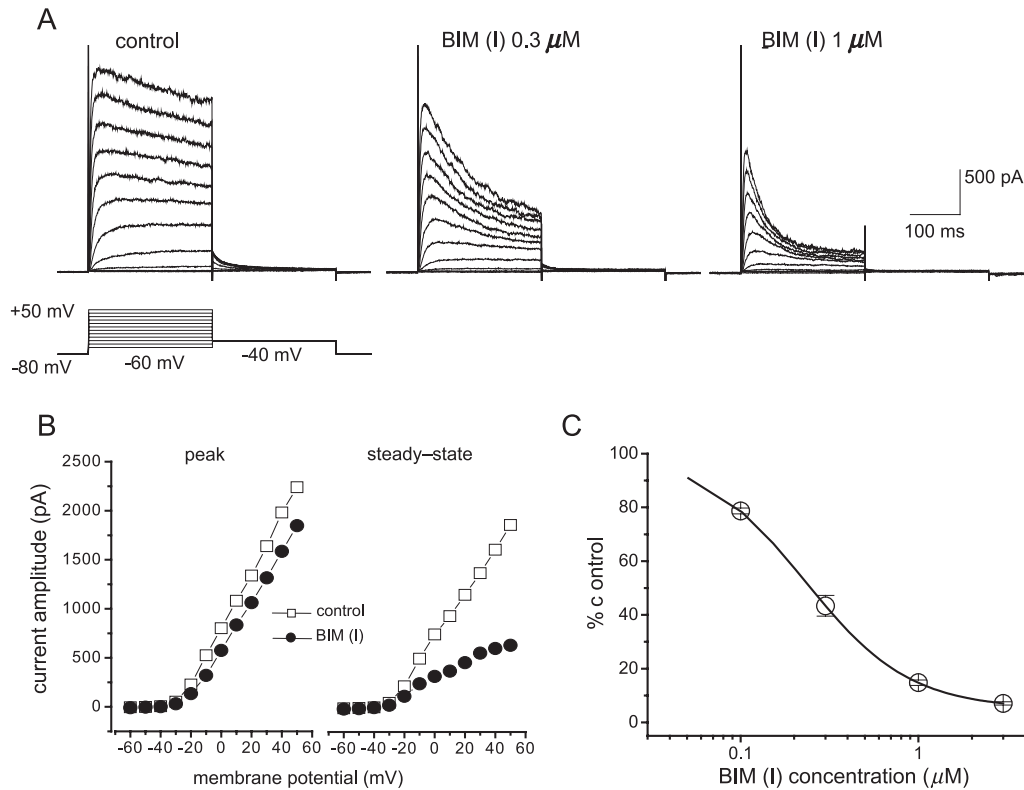 A
control
BIM (I) 0.3 μM
BIM (I) 1 μM
500 pA
100 ms
+50 mV
-80 mV
-60 mV
-40 mV
B
peak
steady–state
2500
2000
1500
1000
500
0
current amplitude (pA)
control
BIM (I)
-60 -40 -20 0 20 40 60
-60 -40 -20 0 20 40 60
membrane potential (mV)
C
100
80
60
40
20
0
% c ontrol
0.1 1
BIM (I) concentration (μM)